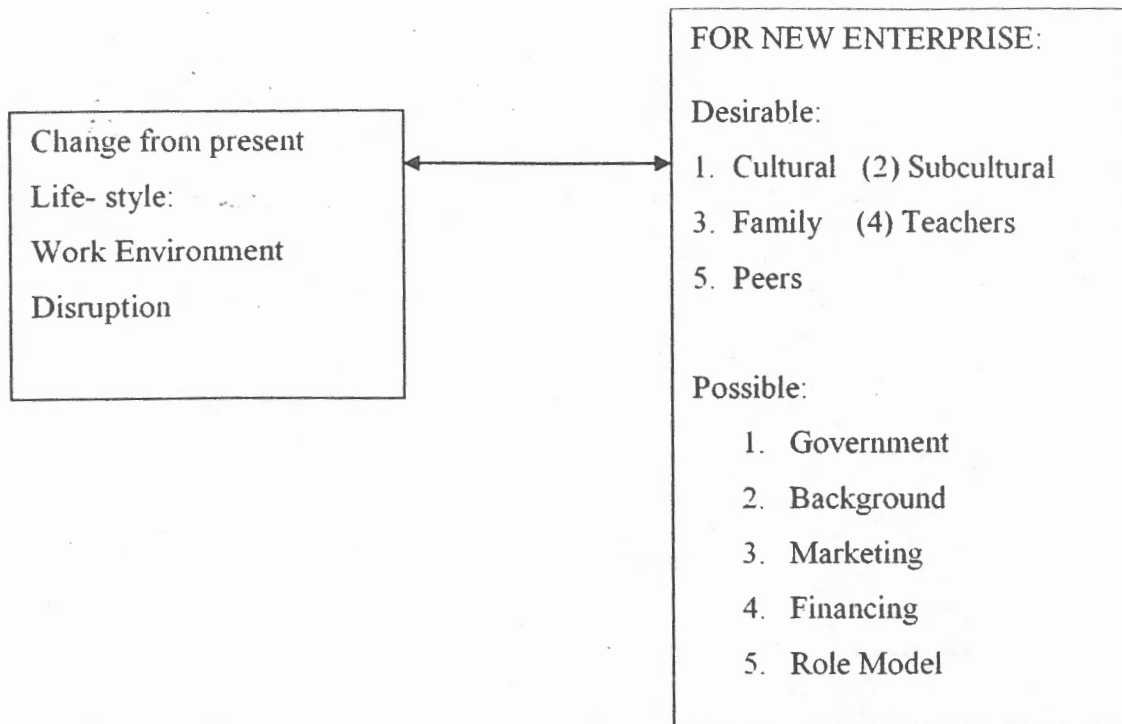 Change from present
Life- style:
Work Environment
Disruption
FOR NEW ENTERPRISE:
Desirable:
1. Cultural (2) Subcultural
3. Family (4) Teachers
5. Peers
Possible:
1. Government
2. Background
3. Marketing
4. Financing
5. Role Model